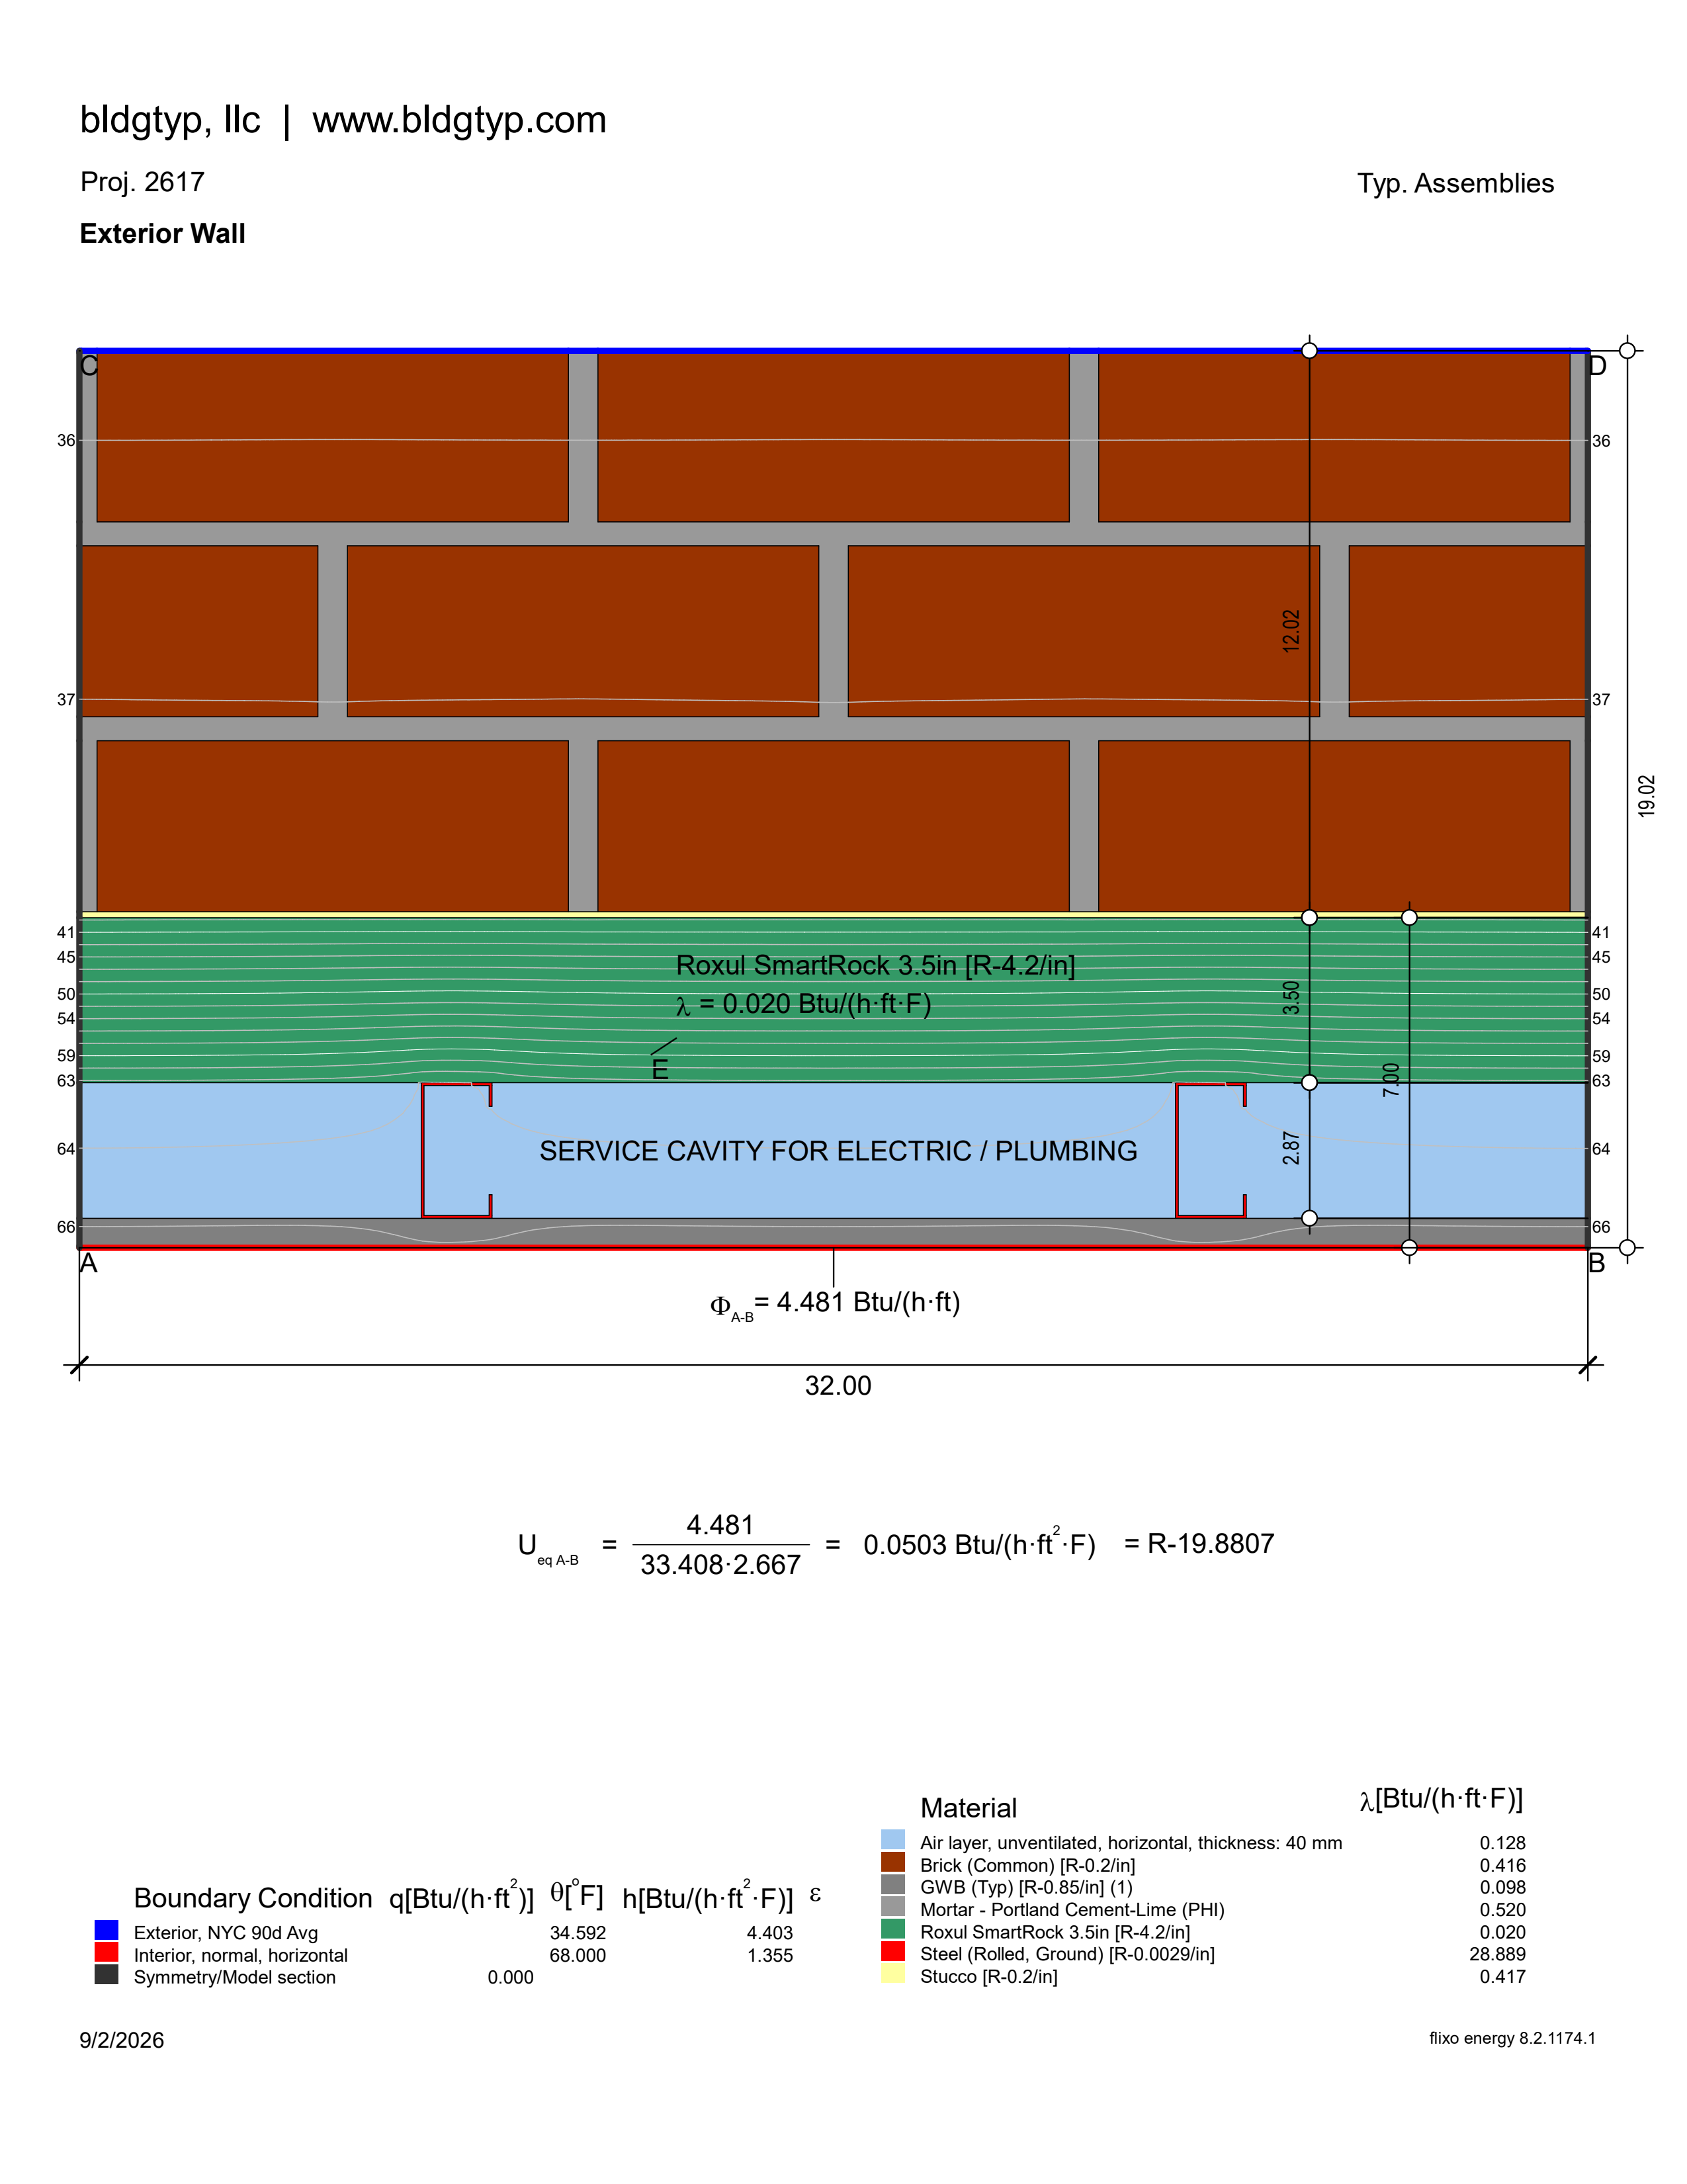 bldgtyp, llc | www.bldgtyp.com
Proj. 2617
Typ. Assemblies
Exterior Wall
C
D
36
36
12.02
37
37
19.02
41
41
45
45
Roxul SmartRock 3.5in [R-4.2/in]
50
50
λ = 0.020 Btu/(h·ft·F)
3.50
54
54
59
59
E
63
63
7.00
64
64
SERVICE CAVITY FOR ELECTRIC / PLUMBING
2.87
66
66
A
B
Φ A-B = 4.481 Btu/(h·ft)
32.00
U eq A-B = 4.481 / 33.408·2.667 = 0.0503 Btu/(h·ft²·F) = R-19.8807
Material λ[Btu/(h·ft·F)]
Air layer, unventilated, horizontal, thickness: 40 mm 0.128
Brick (Common) [R-0.2/in] 0.416
GWB (Typ) [R-0.85/in] (1) 0.098
Mortar - Portland Cement-Lime (PHI) 0.520
Roxul SmartRock 3.5in [R-4.2/in] 0.020
Steel (Rolled, Ground) [R-0.0029/in] 28.889
Stucco [R-0.2/in] 0.417
Boundary Condition q[Btu/(h·ft²)] θ[°F] h[Btu/(h·ft²·F)] ε
Exterior, NYC 90d Avg 34.592 4.403
Interior, normal, horizontal 68.000 1.355
Symmetry/Model section 0.000
9/2/2026
flixo energy 8.2.1174.1